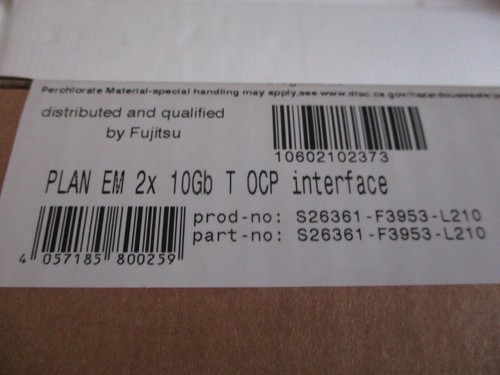 Perchlorate Material-special handling may apply,see www.dtsc.ca.gov/hazardouswaste/
distributed and qualified
by Fujitsu
10602102373
PLAN EM 2x 10Gb T OCP interface
prod-no: S26361-F3953-L210
part-no: S26361-F3953-L210
4 057185 800259